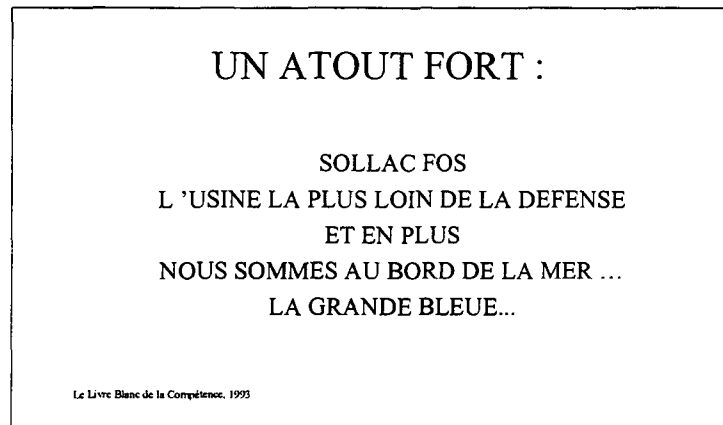 UN ATOUT FORT :
SOLLAC FOS
L 'USINE LA PLUS LOIN DE LA DEFENSE
ET EN PLUS
NOUS SOMMES AU BORD DE LA MER ...
LA GRANDE BLEUE...
Le Livre Blanc de la Compétence, 1993